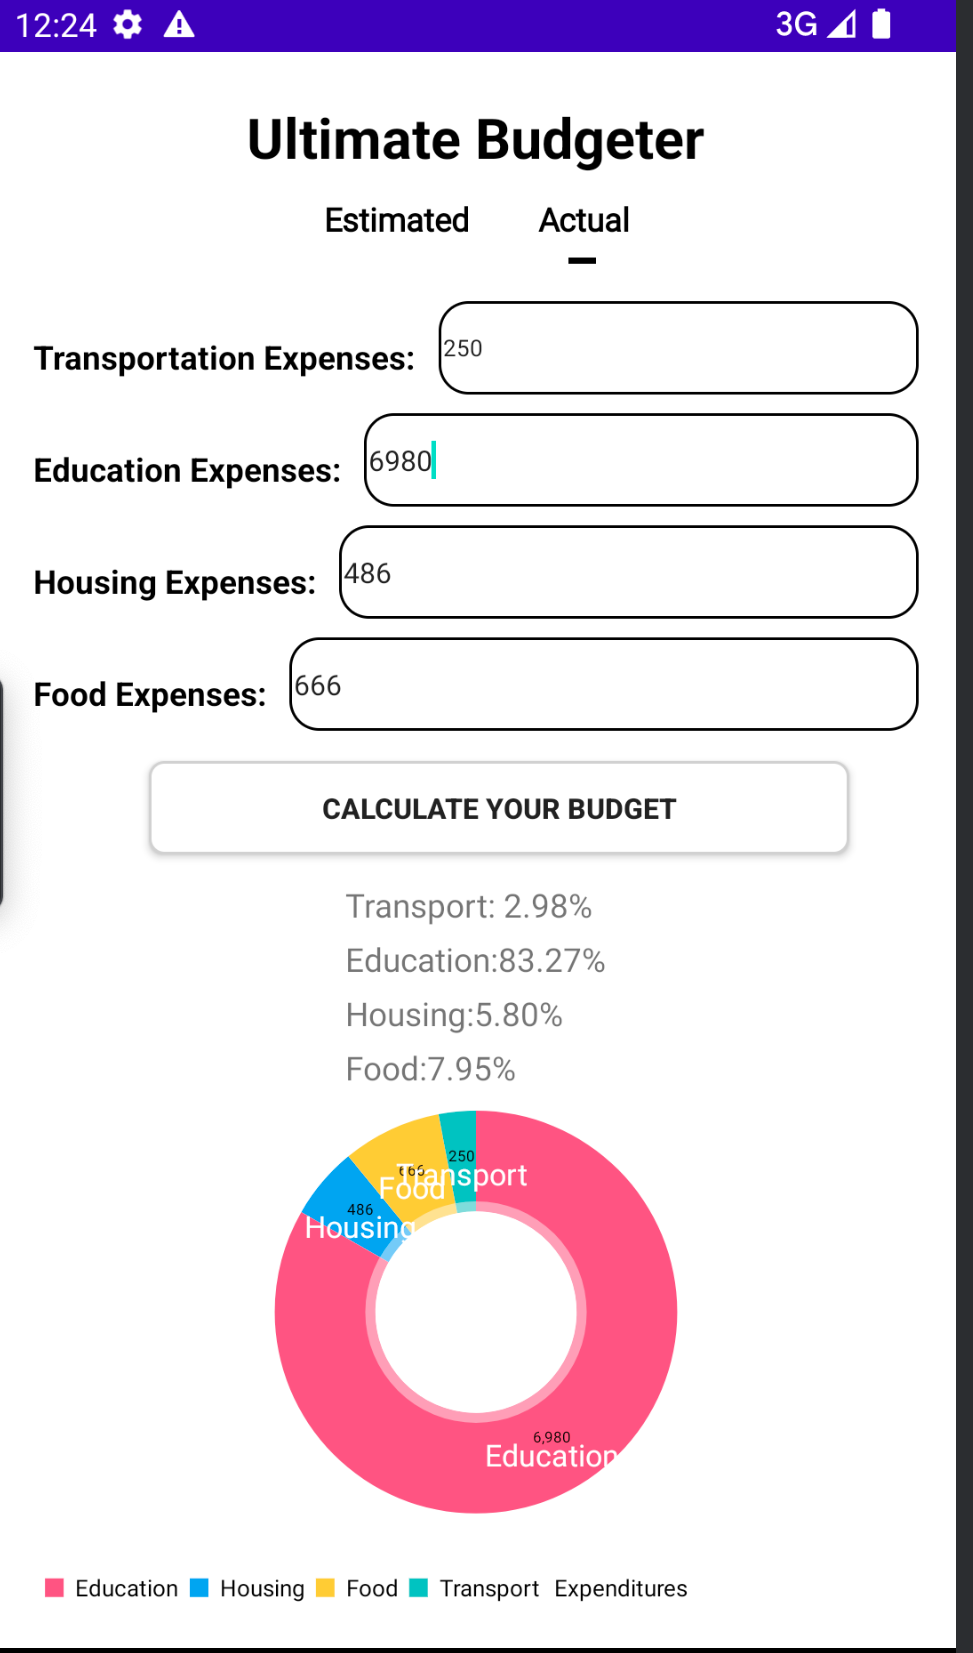 12:24 3G
Ultimate Budgeter
Estimated Actual
Transportation Expenses: 250
Education Expenses: 6980
Housing Expenses: 486
Food Expenses: 666
CALCULATE YOUR BUDGET
Transport: 2.98%
Education:83.27%
Housing:5.80%
Food:7.95%
250
Transport
666
Food
486
Housing
6,980
Education
Education Housing Food Transport Expenditures